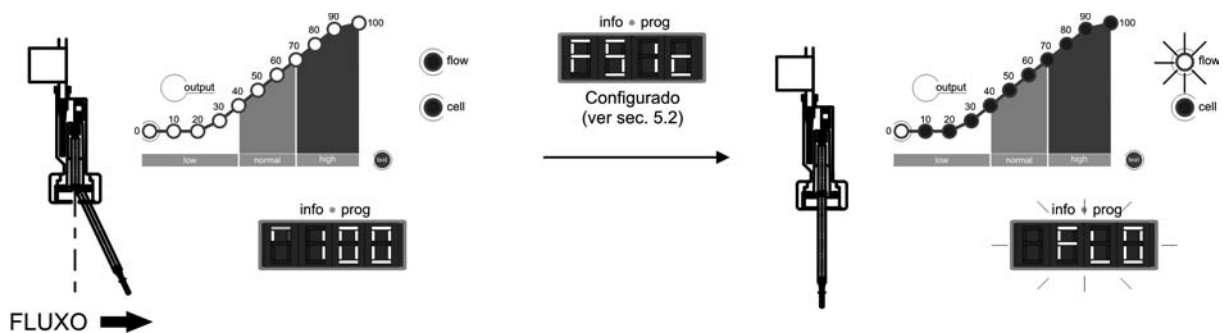 0
10
20
30
40
50
60
70
80
90
100
output
low
normal
high
test
flow
cell
info • prog
FLUXO
info • prog
Configurado
(ver sec. 5.2)
0
10
20
30
40
50
60
70
80
90
100
output
low
normal
high
test
flow
cell
info • prog
FLO